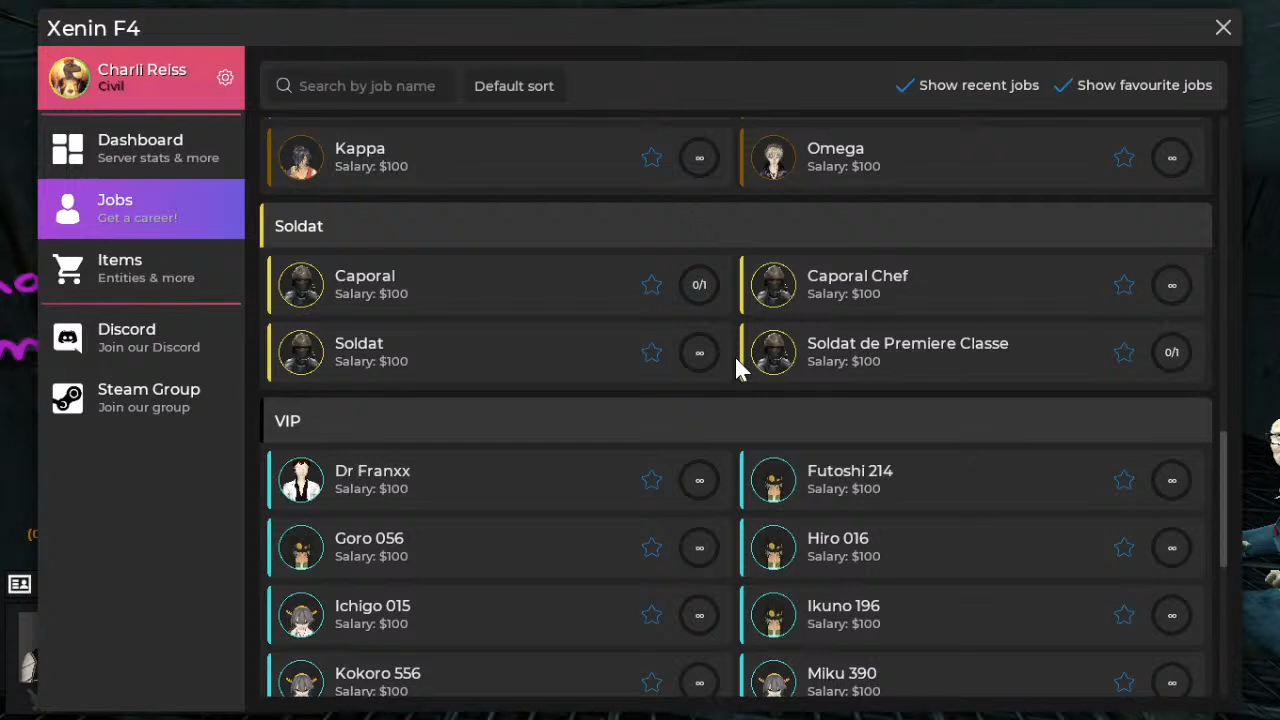 Xenin F4
Charli Reiss
Civil
Dashboard
Server stats & more
Jobs
Get a career!
Items
Entities & more
Discord
Join our Discord
Steam Group
Join our group
Search by job name
Default sort
Show recent jobs
Show favourite jobs
Kappa
Salary: $100
∞
Omega
Salary: $100
∞
Soldat
Caporal
Salary: $100
0/1
Caporal Chef
Salary: $100
∞
Soldat
Salary: $100
∞
Soldat de Premiere Classe
Salary: $100
0/1
VIP
Dr Franxx
Salary: $100
∞
Futoshi 214
Salary: $100
∞
Goro 056
Salary: $100
∞
Hiro 016
Salary: $100
∞
Ichigo 015
Salary: $100
∞
Ikuno 196
Salary: $100
∞
Kokoro 556
Salary: $100
∞
Miku 390
Salary: $100
∞